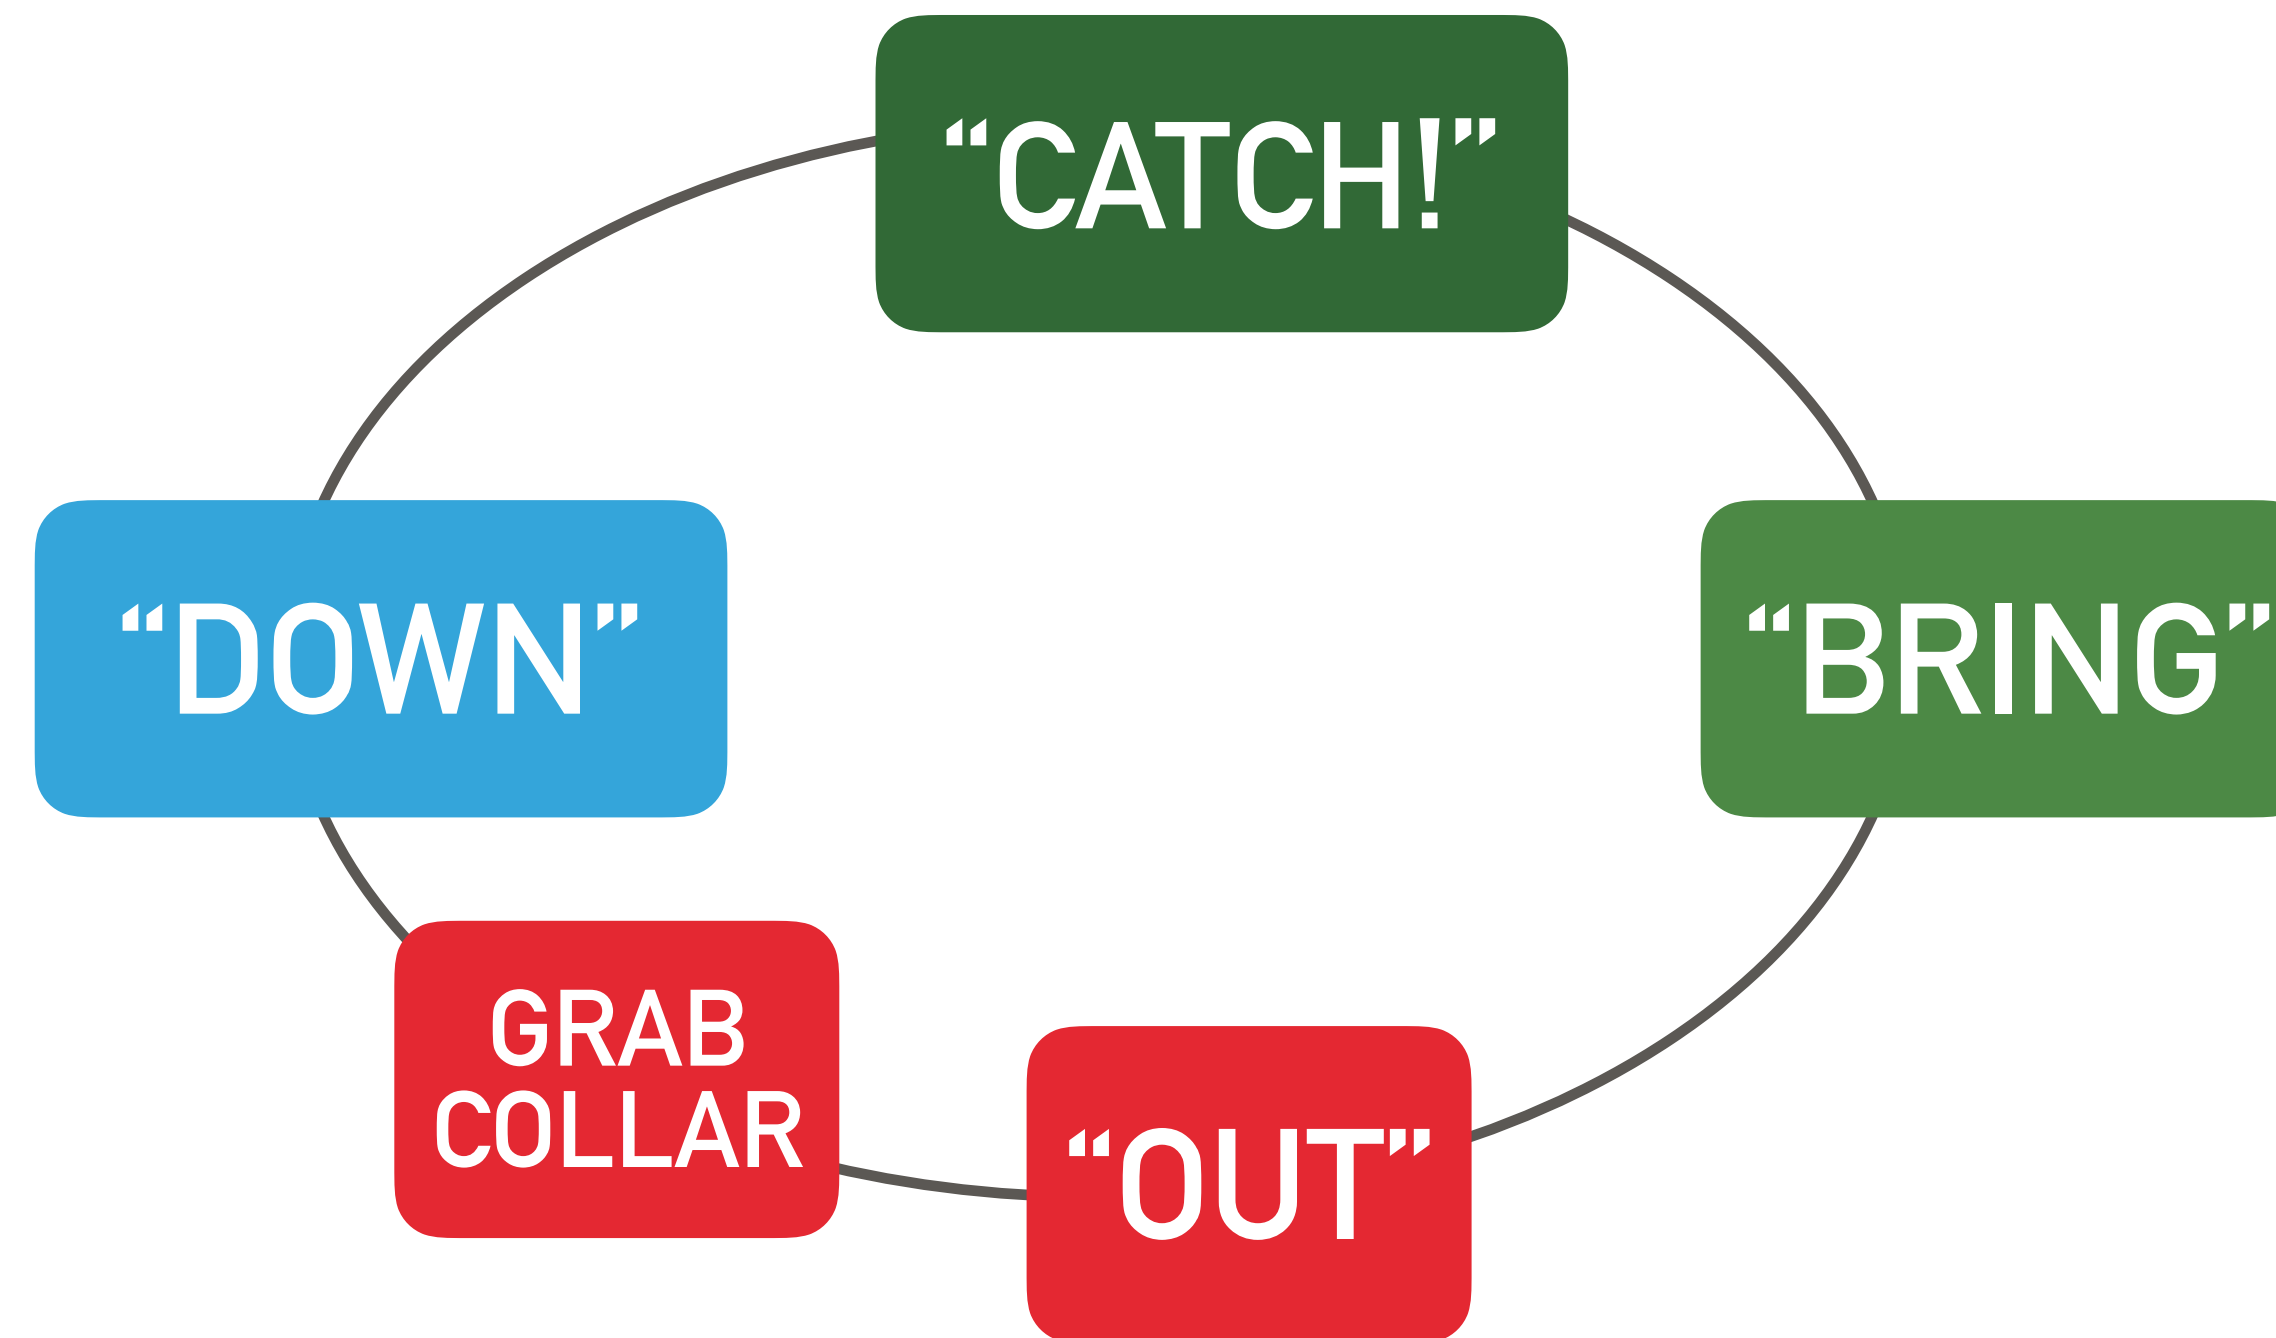 “CATCH!”
“DOWN”
“BRING”
GRAB
COLLAR
“OUT”